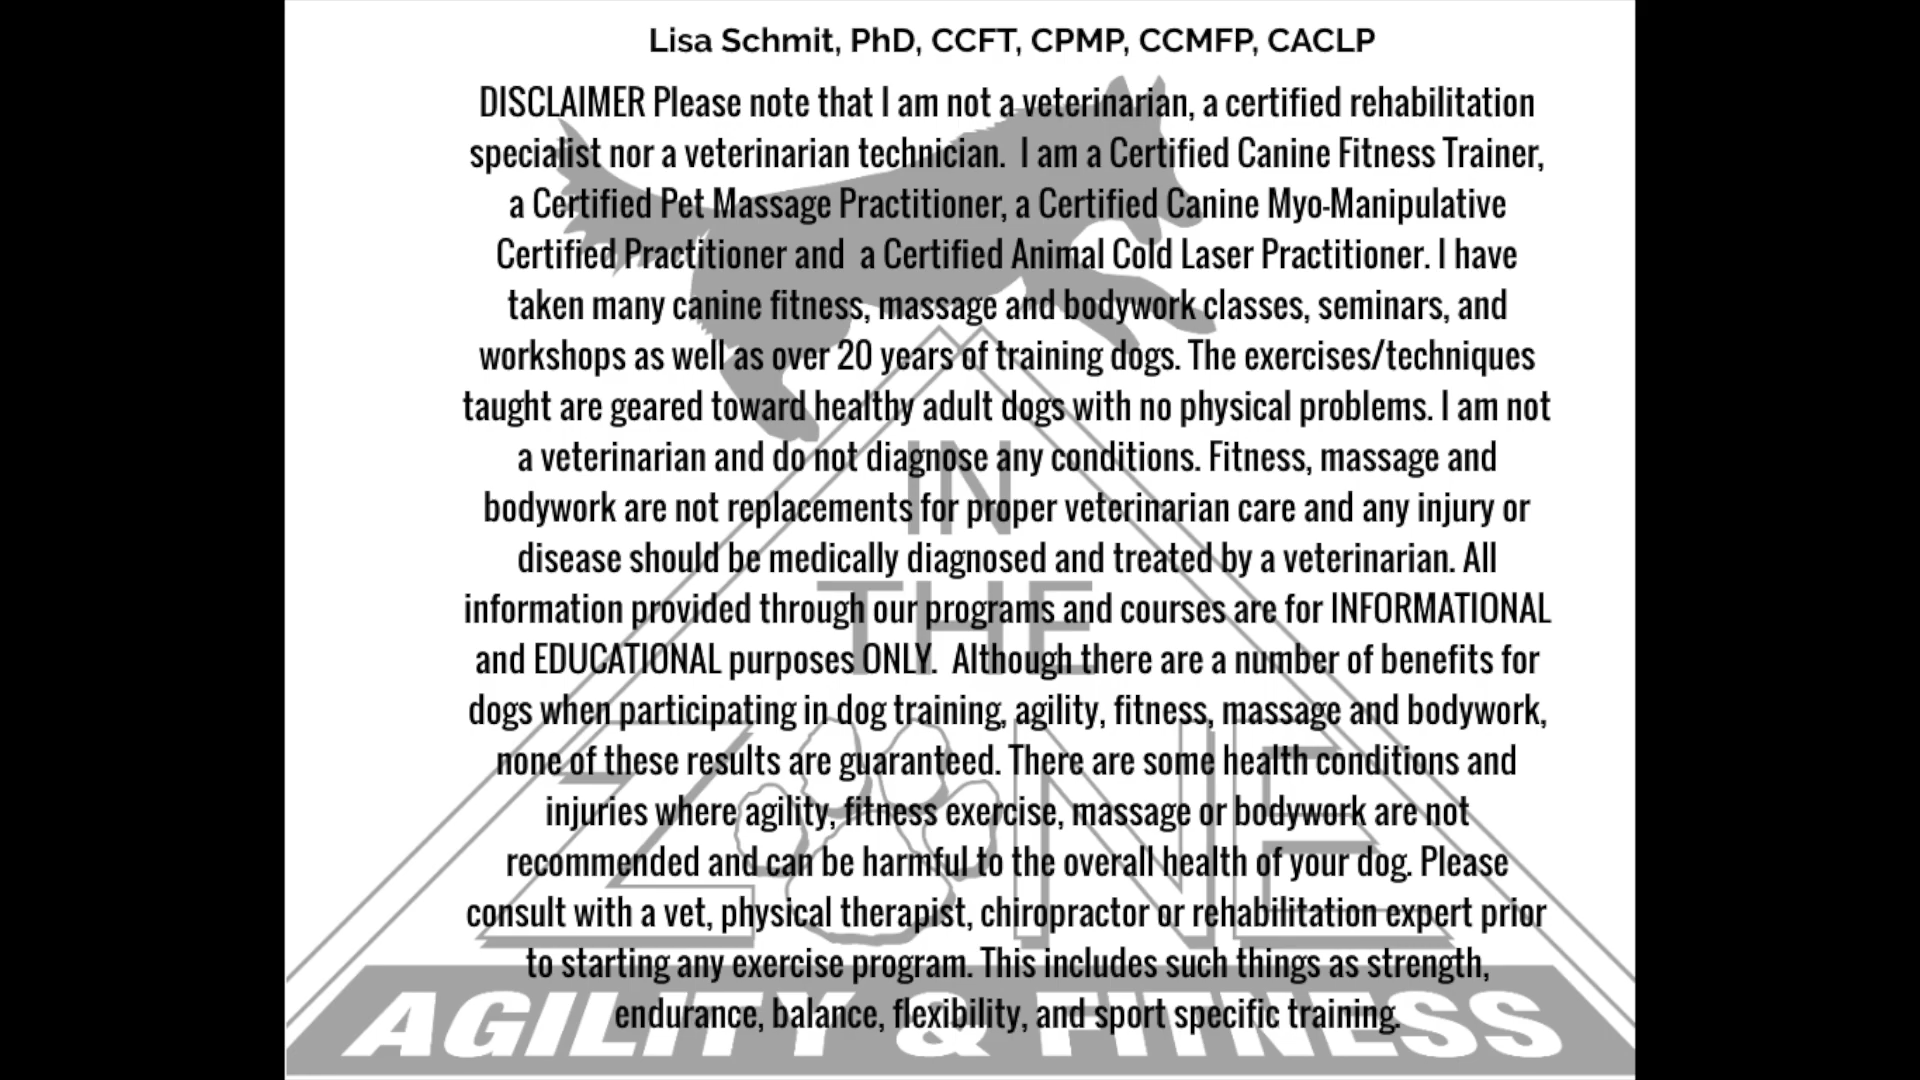 Lisa Schmit, PhD, CCFT, CPMP, CCMFP, CACLP
DISCLAIMER Please note that I am not a veterinarian, a certified rehabilitation
specialist nor a veterinarian technician.  I am a Certified Canine Fitness Trainer,
a Certified Pet Massage Practitioner, a Certified Canine Myo-Manipulative
Certified Practitioner and  a Certified Animal Cold Laser Practitioner. I have
taken many canine fitness, massage and bodywork classes, seminars, and
workshops as well as over 20 years of training dogs. The exercises/techniques
taught are geared toward healthy adult dogs with no physical problems. I am not
a veterinarian and do not diagnose any conditions. Fitness, massage and
bodywork are not replacements for proper veterinarian care and any injury or
disease should be medically diagnosed and treated by a veterinarian. All
information provided through our programs and courses are for INFORMATIONAL
and EDUCATIONAL purposes ONLY.  Although there are a number of benefits for
dogs when participating in dog training, agility, fitness, massage and bodywork,
none of these results are guaranteed. There are some health conditions and
injuries where agility, fitness exercise, massage or bodywork are not
recommended and can be harmful to the overall health of your dog. Please
consult with a vet, physical therapist, chiropractor or rehabilitation expert prior
to starting any exercise program. This includes such things as strength,
endurance, balance, flexibility, and sport specific training.
IN
THE
ZONE
AGILITY & FITNESS